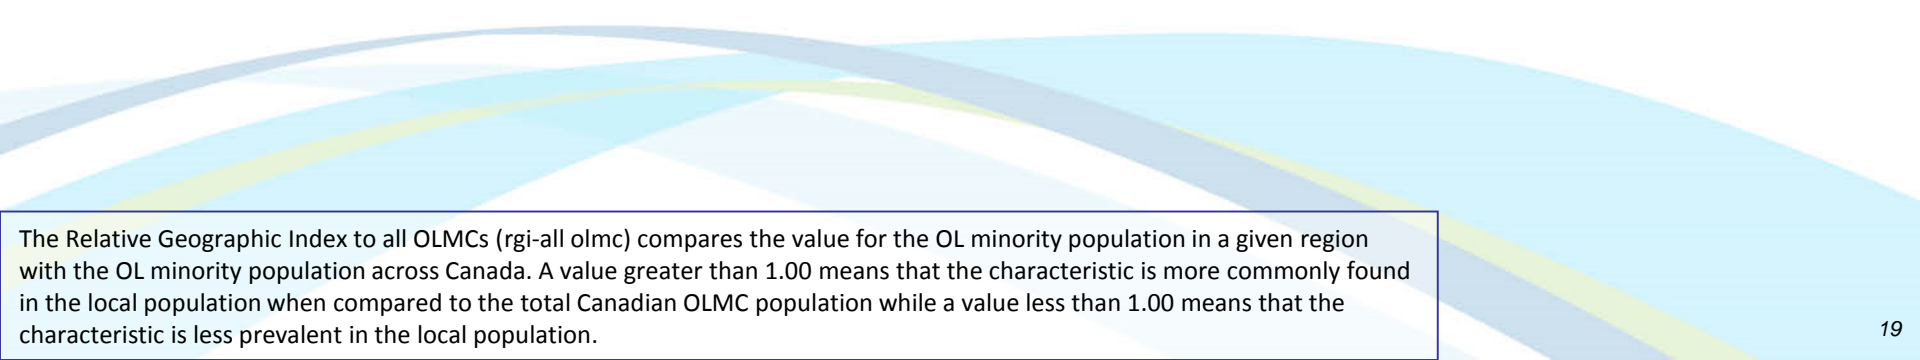 The Relative Geographic Index to all OLMCs (rgi-all olmc) compares the value for the OL minority population in a given region
with the OL minority population across Canada. A value greater than 1.00 means that the characteristic is more commonly found
in the local population when compared to the total Canadian OLMC population while a value less than 1.00 means that the
characteristic is less prevalent in the local population.
19